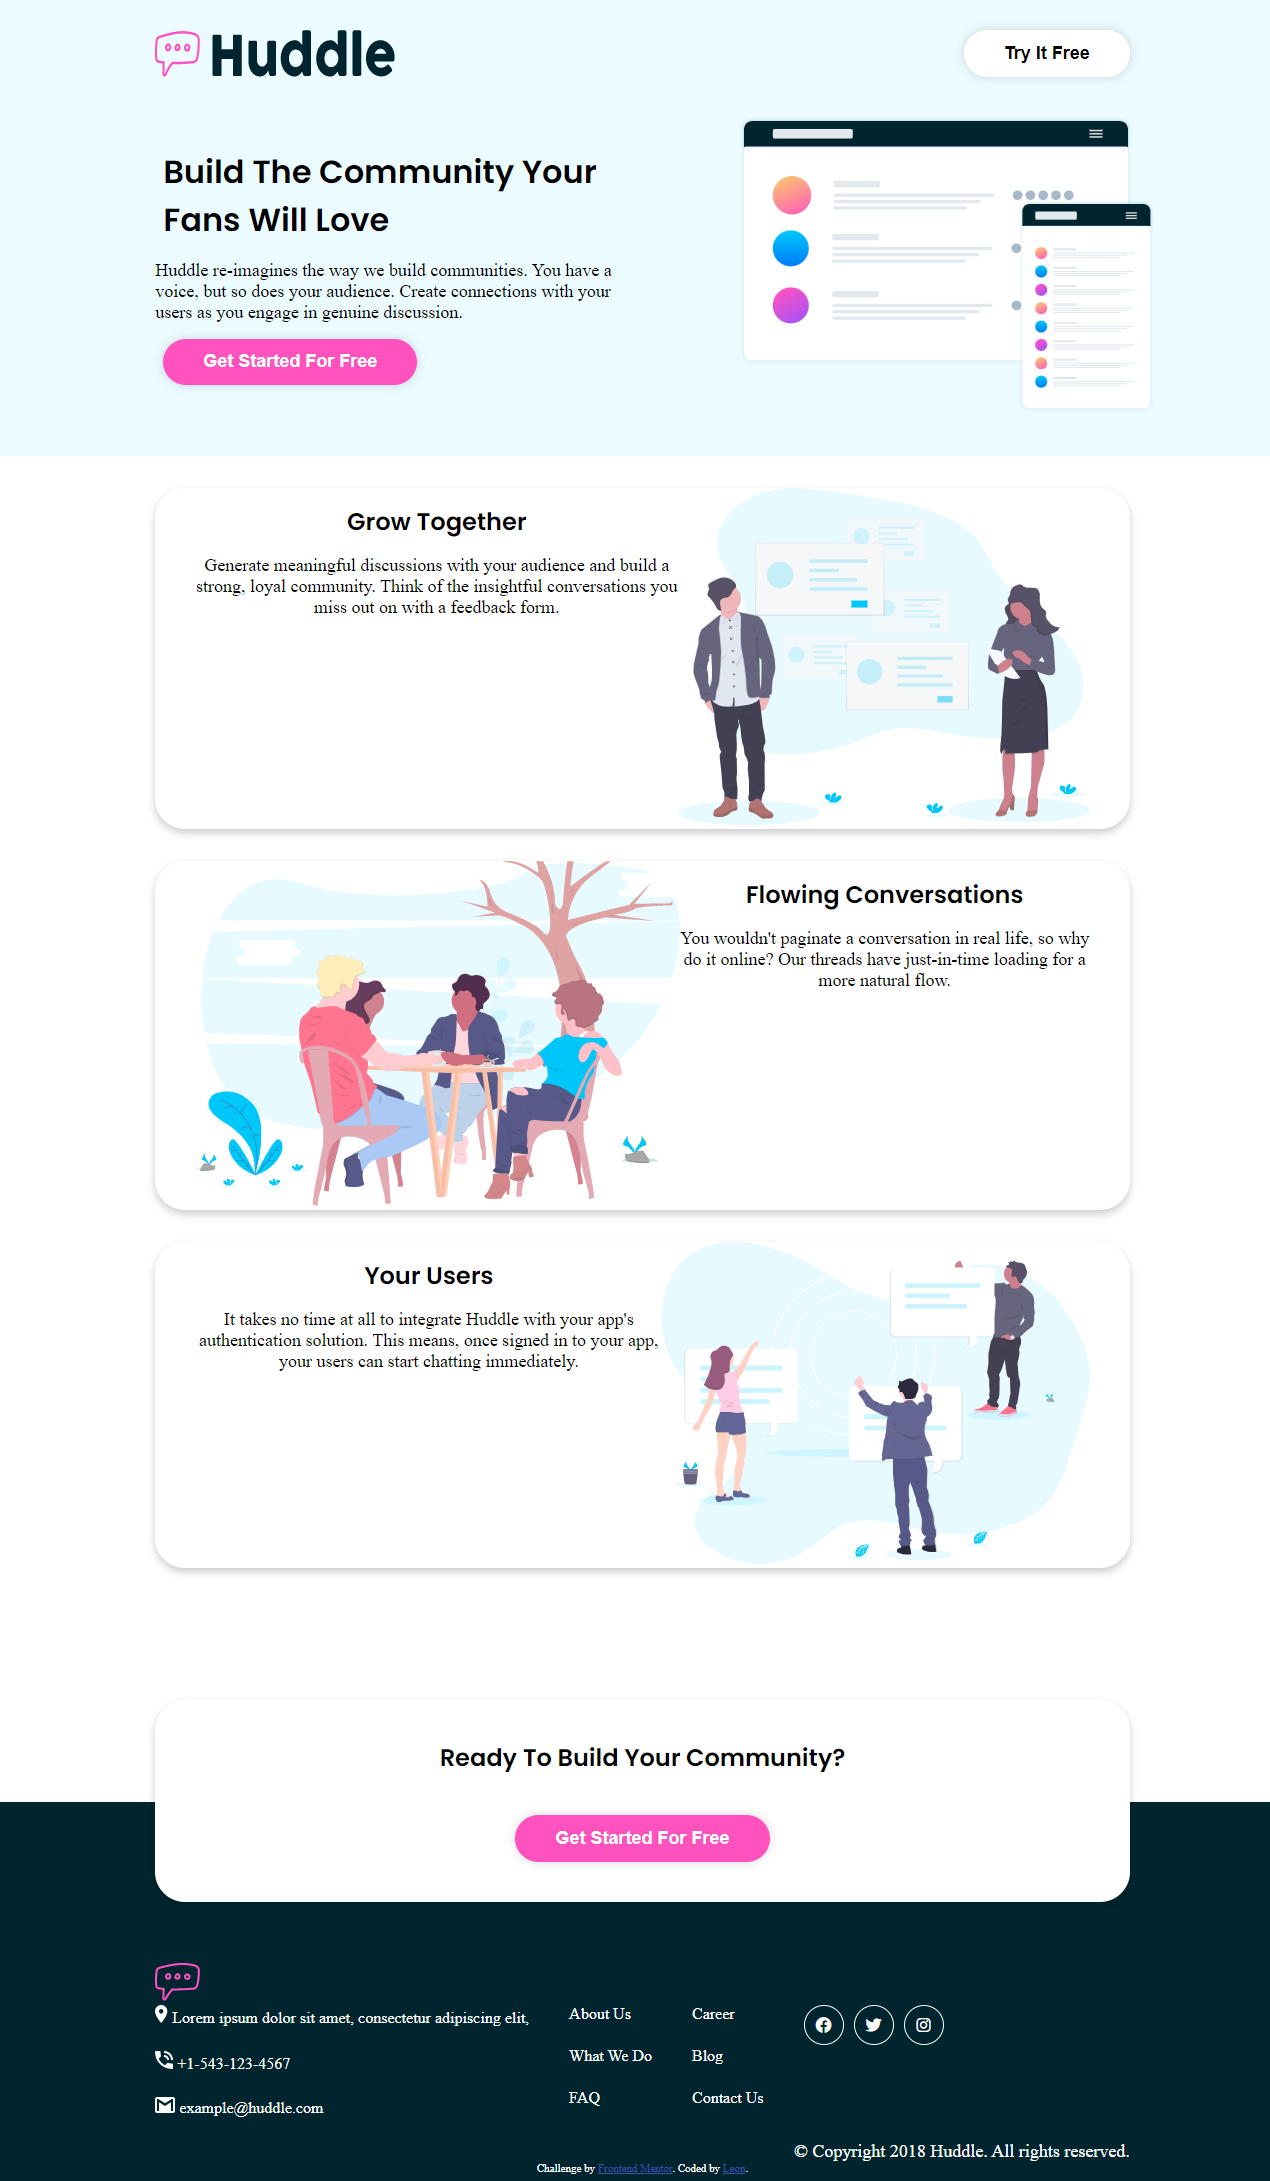 Huddle
Try It Free
Build The Community Your
Fans Will Love
Huddle re-imagines the way we build communities. You have a
voice, but so does your audience. Create connections with your
users as you engage in genuine discussion.
Get Started For Free
Grow Together
Generate meaningful discussions with your audience and build a
strong, loyal community. Think of the insightful conversations you
miss out on with a feedback form.
Flowing Conversations
You wouldn't paginate a conversation in real life, so why
do it online? Our threads have just-in-time loading for a
more natural flow.
Your Users
It takes no time at all to integrate Huddle with your app's
authentication solution. This means, once signed in to your app,
your users can start chatting immediately.
Ready To Build Your Community?
Get Started For Free
Lorem ipsum dolor sit amet, consectetur adipiscing elit,
+1-543-123-4567
example@huddle.com
About Us
What We Do
FAQ
Career
Blog
Contact Us
© Copyright 2018 Huddle. All rights reserved.
Challenge by Frontend Mentor. Coded by Leon.